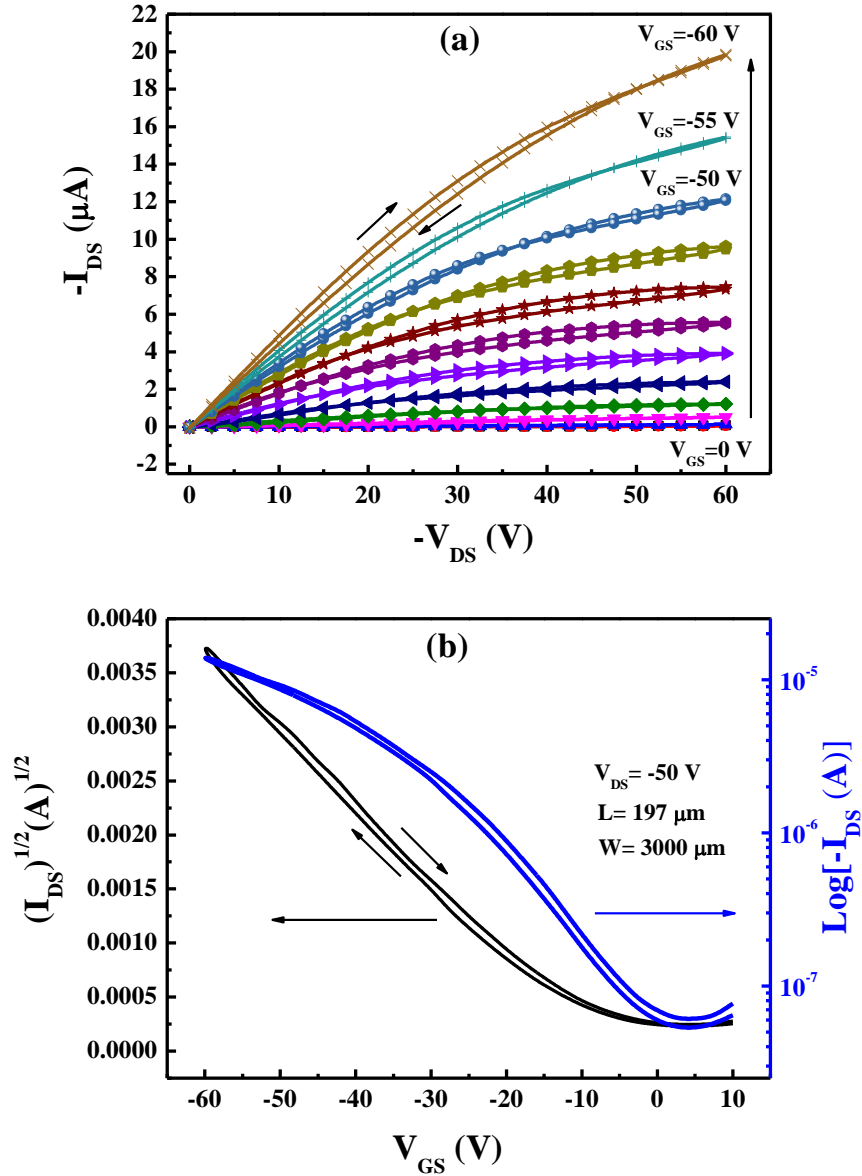 (a)
V_GS=-60 V
V_GS=-55 V
V_GS=-50 V
V_GS=0 V
22
20
18
16
14
12
10
8
6
4
2
0
-2
-I_DS (μA)
0 10 20 30 40 50 60
-V_DS (V)
(b)
0.0040
0.0035
0.0030
0.0025
0.0020
0.0015
0.0010
0.0005
0.0000
(I_DS)^1/2(A)^1/2
10^-5
10^-6
10^-7
Log[-I_DS (A)]
V_DS= -50 V
L= 197 μm
W= 3000 μm
-60 -50 -40 -30 -20 -10 0 10
V_GS (V)